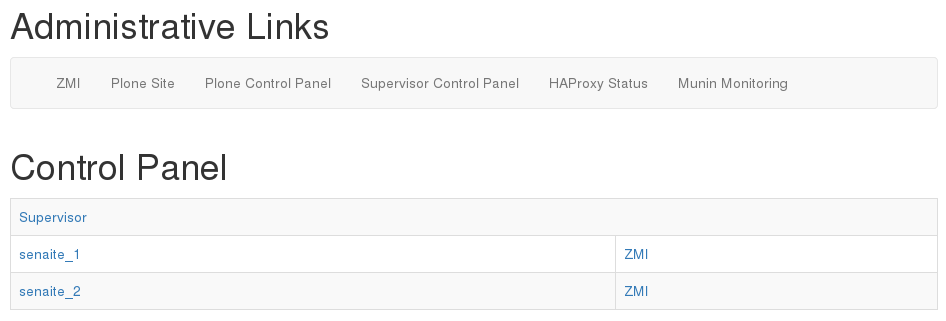 Administrative Links
ZMI Plone Site Plone Control Panel Supervisor Control Panel HAProxy Status Munin Monitoring
Control Panel
Supervisor
senaite_1 ZMI
senaite_2 ZMI